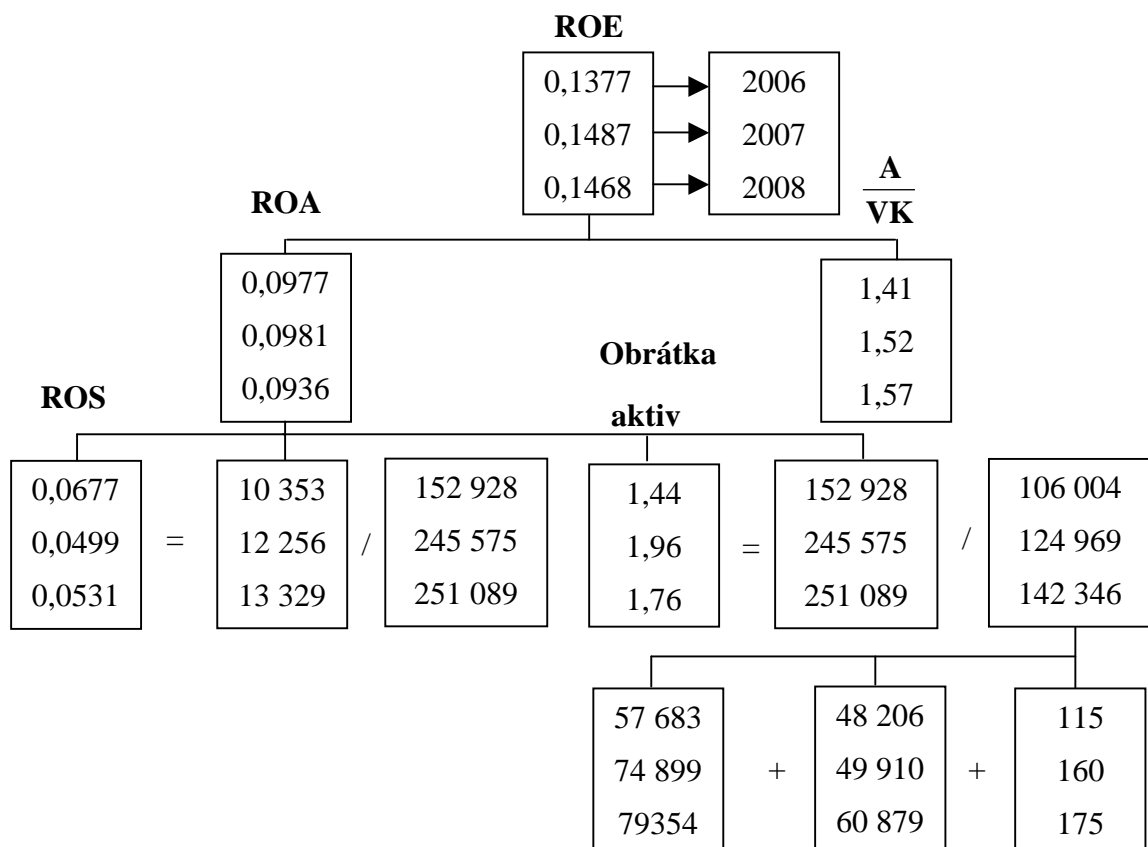 ROE
0,1377 2006
0,1487 2007
0,1468 2008
A
VK
ROA
0,0977 1,41
0,0981 1,52
0,0936 1,57
Obrátka
aktiv
ROS
0,0677 10 353 152 928 1,44 152 928 106 004
0,0499 = 12 256 / 245 575 1,96 = 245 575 / 124 969
0,0531 13 329 251 089 1,76 251 089 142 346
57 683 48 206 115
74 899 + 49 910 + 160
79354 60 879 175